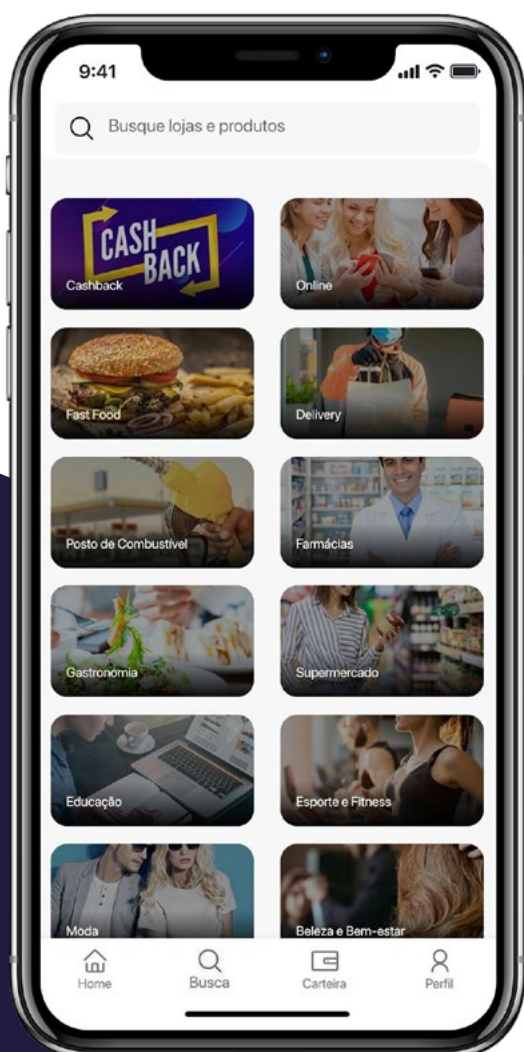 9:41
Busque lojas e produtos
CASH
BACK
Cashback
Online
Fast Food
Delivery
Posto de Combustível
Farmácias
Gastronomia
Supermercado
Educação
Esporte e Fitness
Moda
Beleza e Bem-estar
Home
Busca
Carteira
Perfil